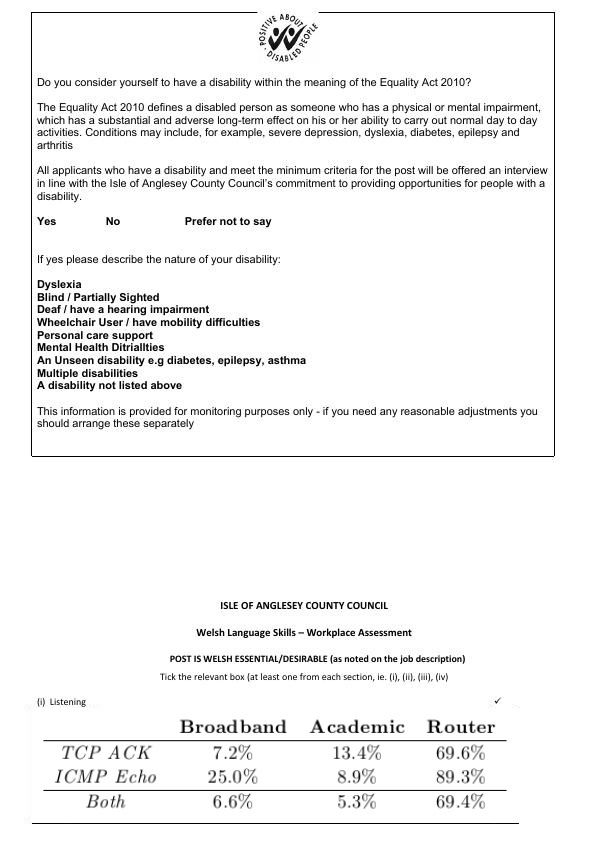 POSITIVE ABOUT DISABLED PEOPLE
Do you consider yourself to have a disability within the meaning of the Equality Act 2010?
The Equality Act 2010 defines a disabled person as someone who has a physical or mental impairment,
which has a substantial and adverse long-term effect on his or her ability to carry out normal day to day
activities. Conditions may include, for example, severe depression, dyslexia, diabetes, epilepsy and
arthritis
All applicants who have a disability and meet the minimum criteria for the post will be offered an interview
in line with the Isle of Anglesey County Council's commitment to providing opportunities for people with a
disability.
Yes No Prefer not to say
If yes please describe the nature of your disability:
Dyslexia
Blind / Partially Sighted
Deaf / have a hearing impairment
Wheelchair User / have mobility difficulties
Personal care support
Mental Health Ditriallties
An Unseen disability e.g diabetes, epilepsy, asthma
Multiple disabilities
A disability not listed above
This information is provided for monitoring purposes only - if you need any reasonable adjustments you
should arrange these separately
ISLE OF ANGLESEY COUNTY COUNCIL
Welsh Language Skills – Workplace Assessment
POST IS WELSH ESSENTIAL/DESIRABLE (as noted on the job description)
Tick the relevant box (at least one from each section, ie. (i), (ii), (iii), (iv)
(i) Listening ✓
Broadband Academic Router
TCP ACK 7.2% 13.4% 69.6%
ICMP Echo 25.0% 8.9% 89.3%
Both 6.6% 5.3% 69.4%